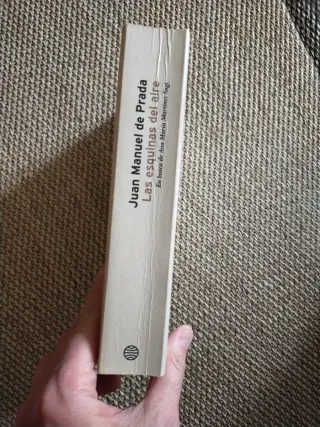 Juan Manuel de Prada
Las esquinas del aire
En busca de Ana María Martínez Sagi